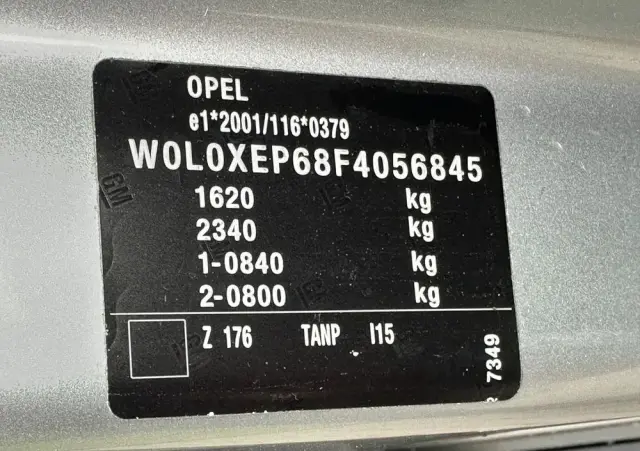 OPEL
e1*2001/116*0379
W0L0XEP68F4056845
1620 kg
2340 kg
1-0840 kg
2-0800 kg
Z 176 TANP I15
7349
GM